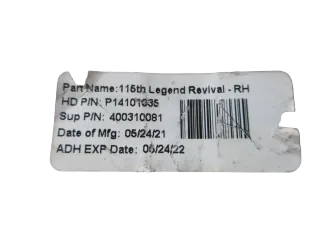 Part Name:115th Legend Revival - RH
HD P/N: P14101035
Sup P/N: 400310081
Date of Mfg: 05/24/21
ADH EXP Date: 05/24/22